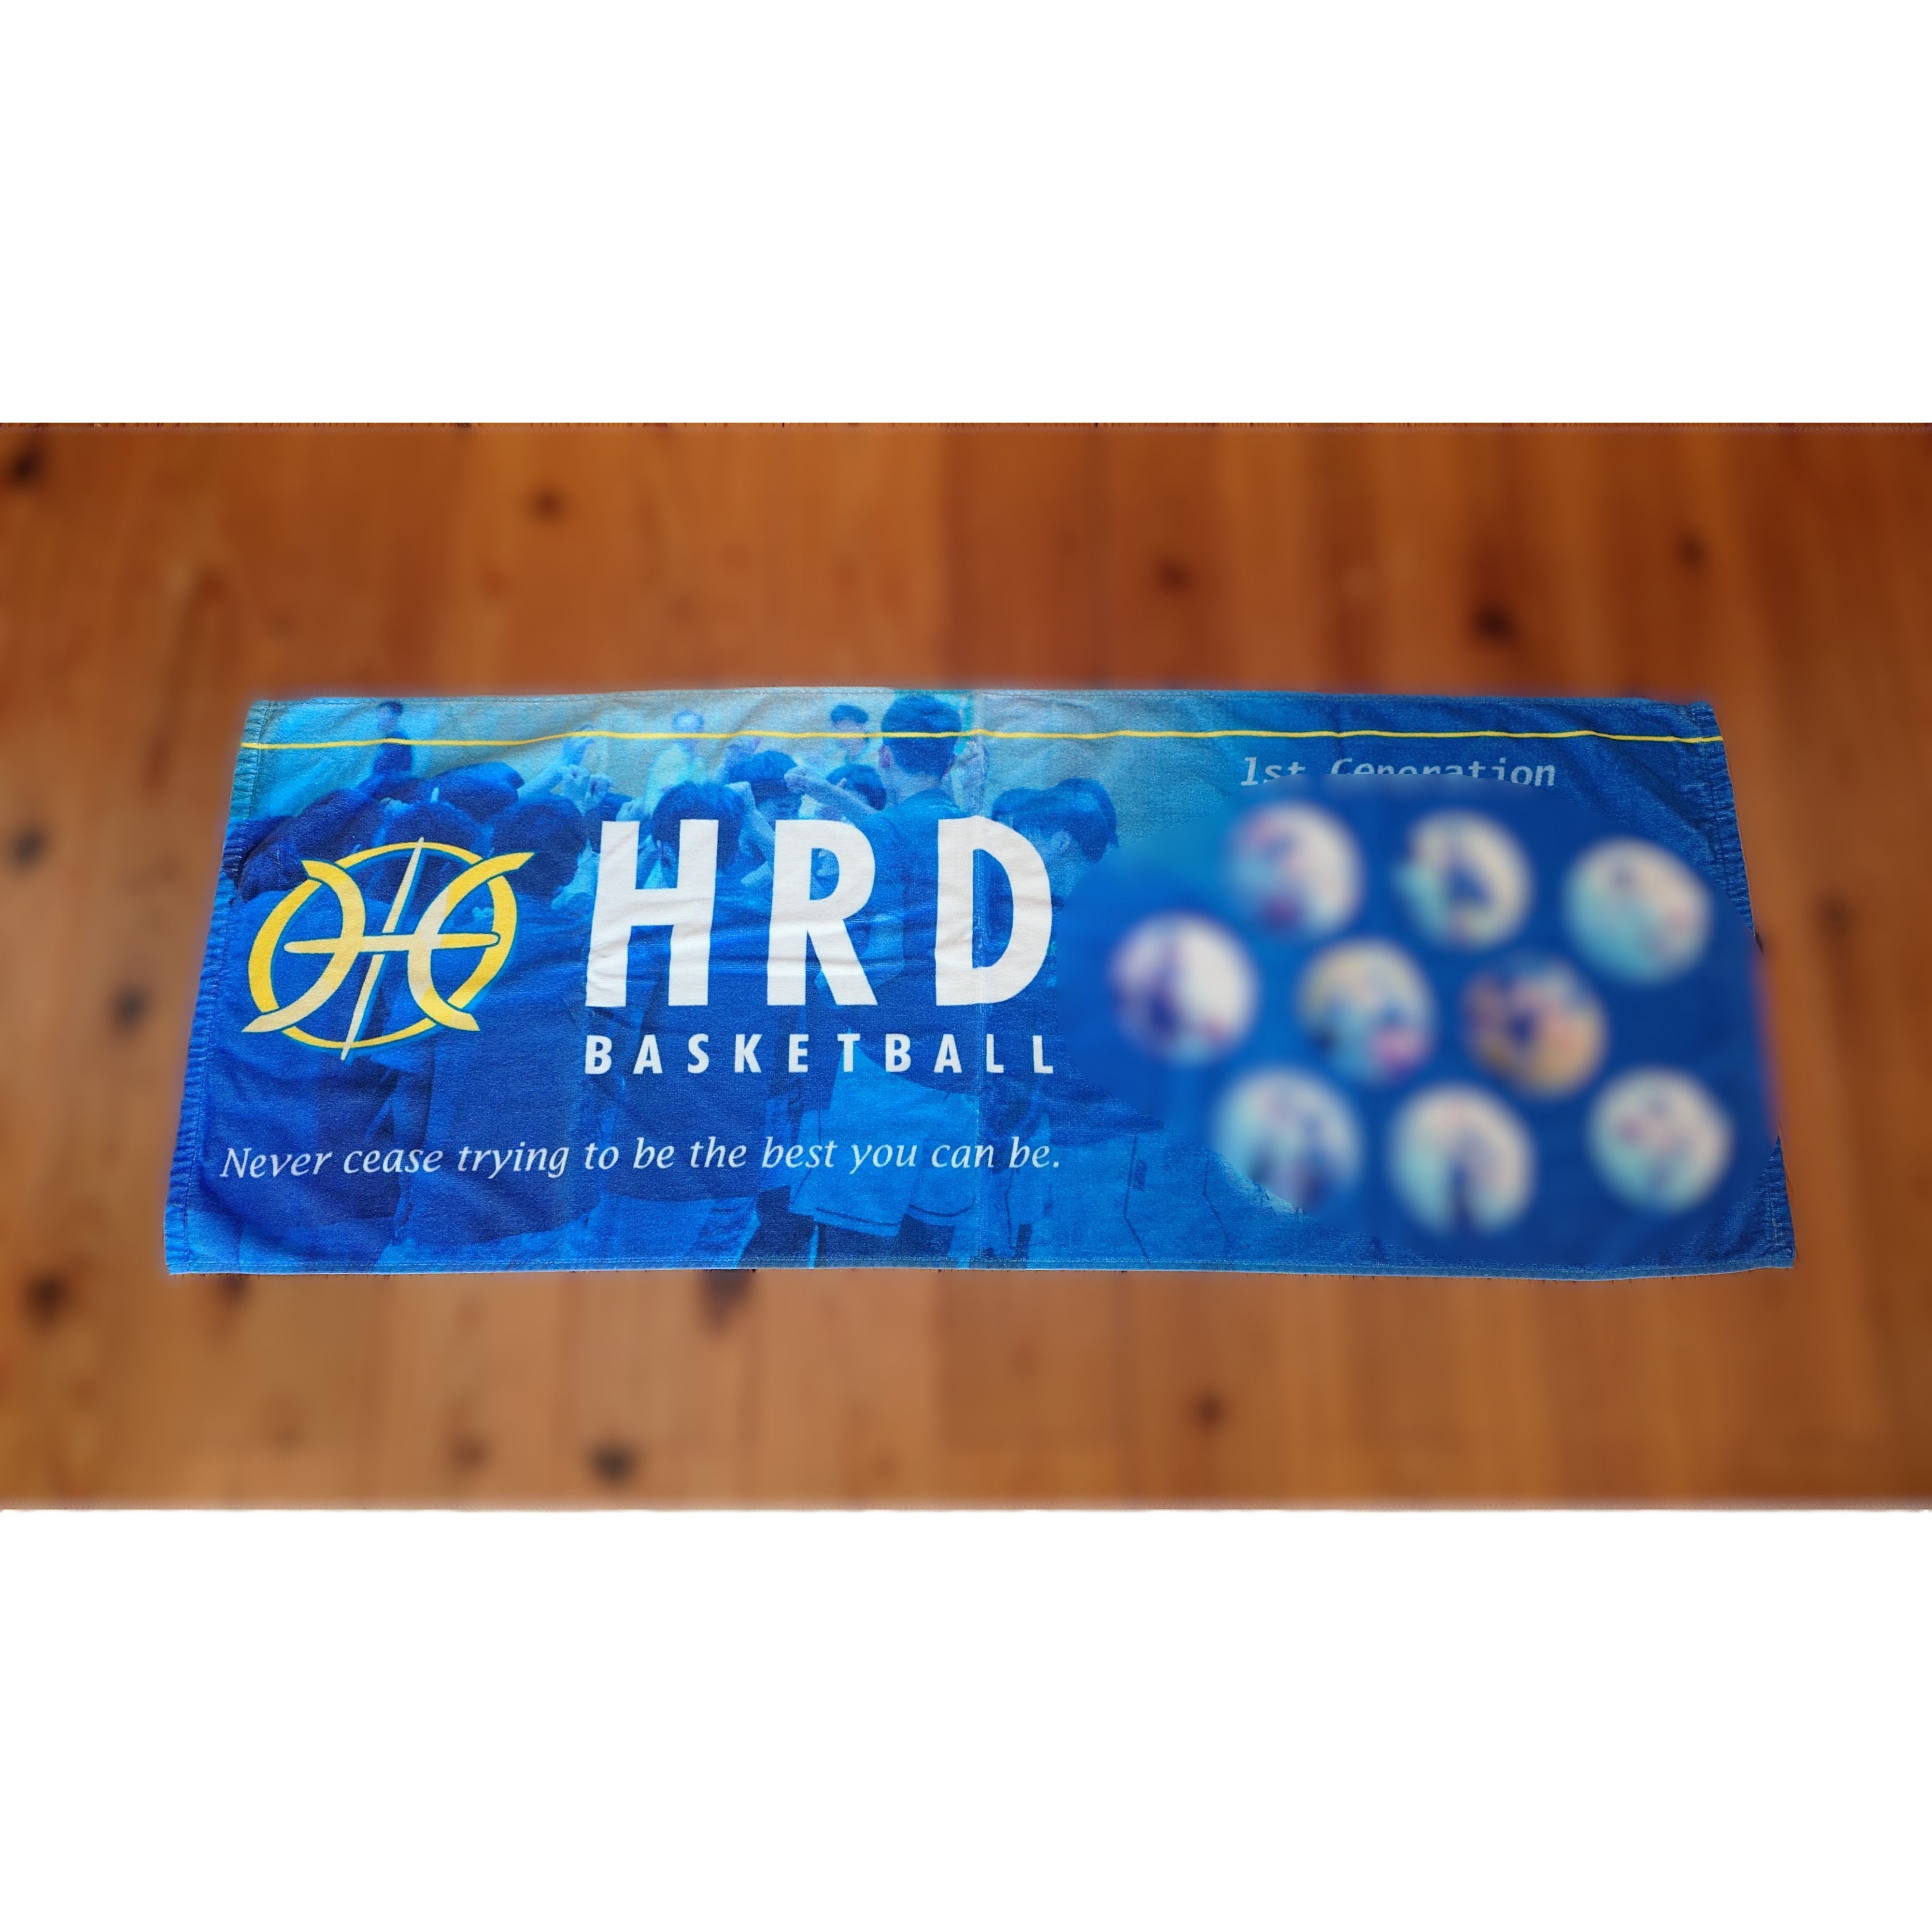 1st Generation
HRD
BASKETBALL
Never cease trying to be the best you can be.